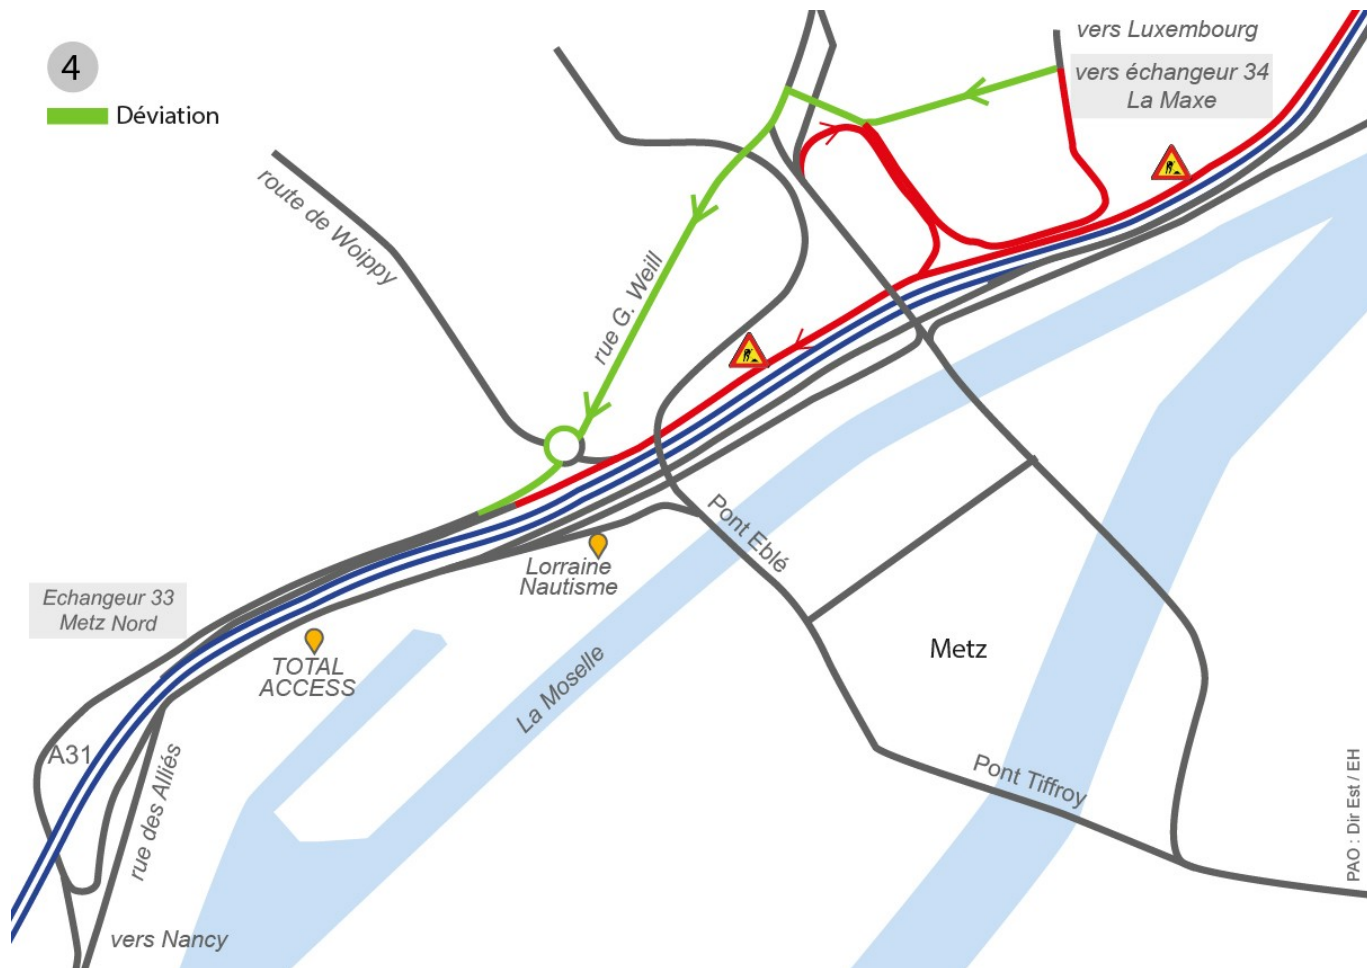 4
Déviation
vers Luxembourg
vers échangeur 34
La Maxe
route de Woippy
rue G. Weill
Pont Eblé
Lorraine
Nautisme
Echangeur 33
Metz Nord
TOTAL
ACCESS
La Moselle
Metz
A31
rue des Alliés
Pont Tiffroy
vers Nancy
PAO : Dir Est / EH